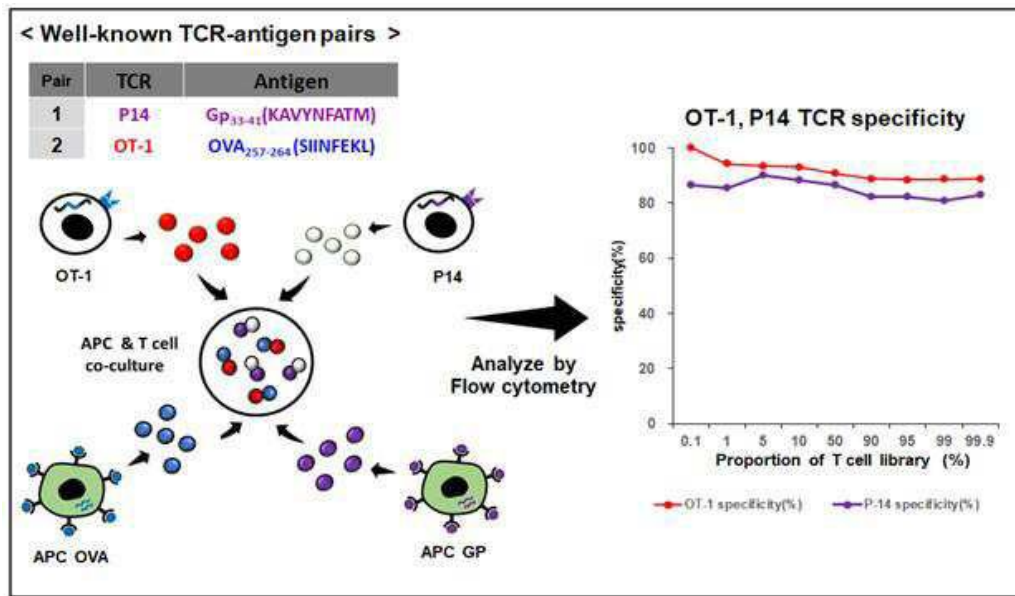 < Well-known TCR-antigen pairs >
Pair TCR Antigen
1 P14 Gp33-41(KAVYNFATM)
2 OT-1 OVA257-264(SIINFEKL)
OT-1
P14
APC & T cell
co-culture
APC OVA
APC GP
Analyze by
Flow cytometry
OT-1, P14 TCR specificity
specificity(%)
100
80
60
40
20
0
0.1 1 5 10 50 90 95 99 99.9
Proportion of T cell library (%)
OT-1 specificity(%) P-14 specificity(%)